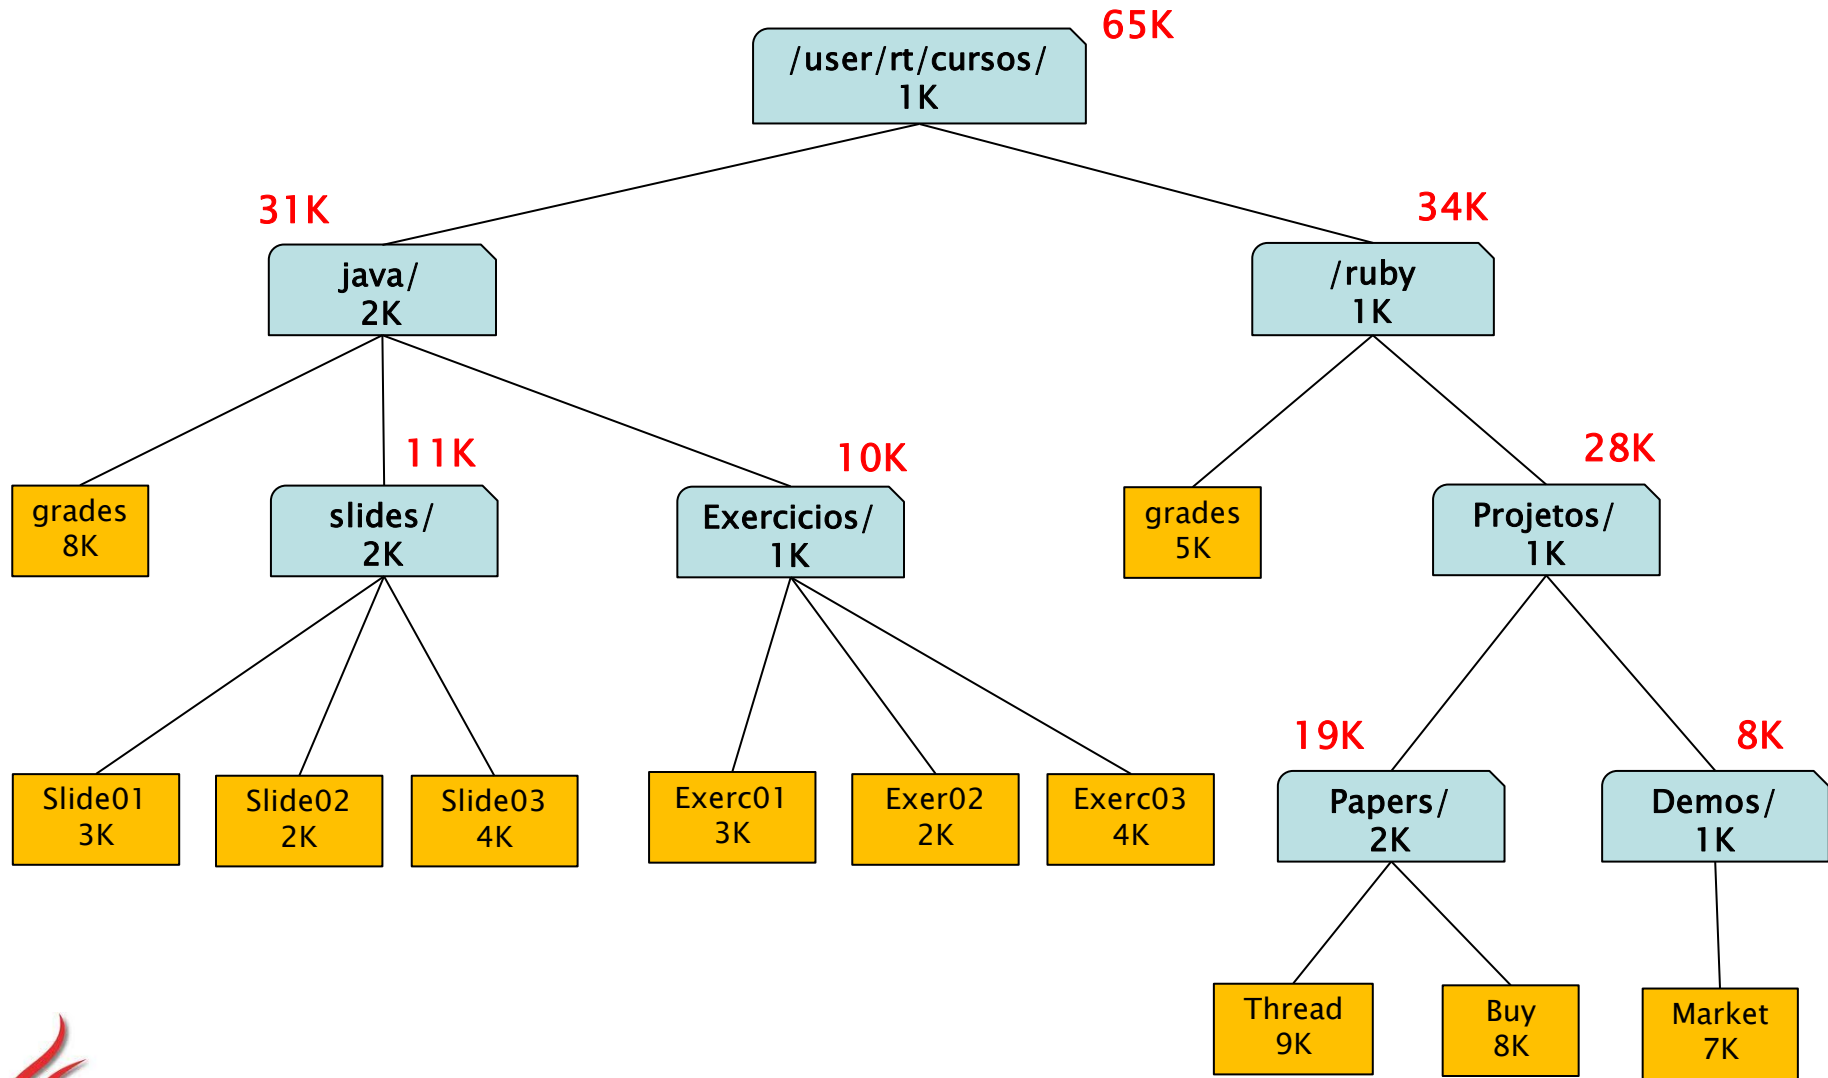 65K
/user/rt/cursos/
1K
31K
34K
java/
2K
/ruby
1K
11K
10K
28K
grades
8K
slides/
2K
Exercicios/
1K
grades
5K
Projetos/
1K
19K
8K
Slide01
3K
Slide02
2K
Slide03
4K
Exerc01
3K
Exer02
2K
Exerc03
4K
Papers/
2K
Demos/
1K
Thread
9K
Buy
8K
Market
7K